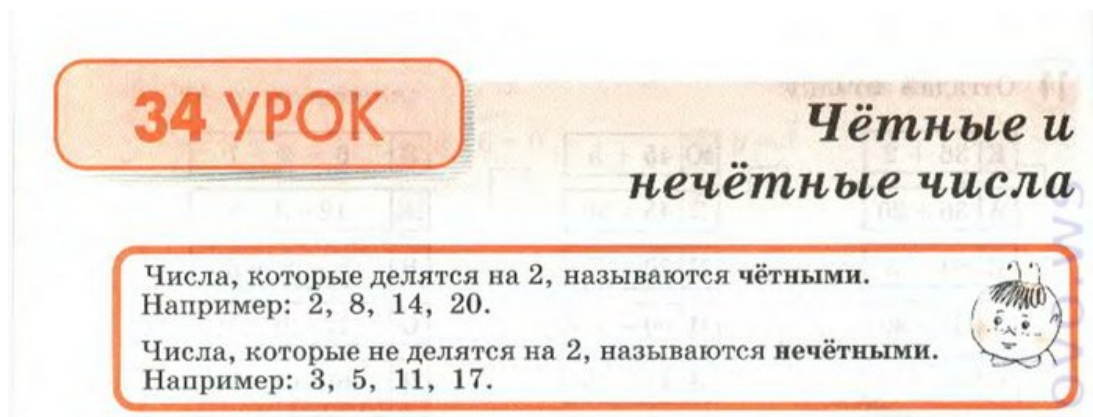 34 УРОК
Чётные и
нечётные числа
Числа, которые делятся на 2, называются чётными.
Например: 2, 8, 14, 20.
Числа, которые не делятся на 2, называются нечётными.
Например: 3, 5, 11, 17.